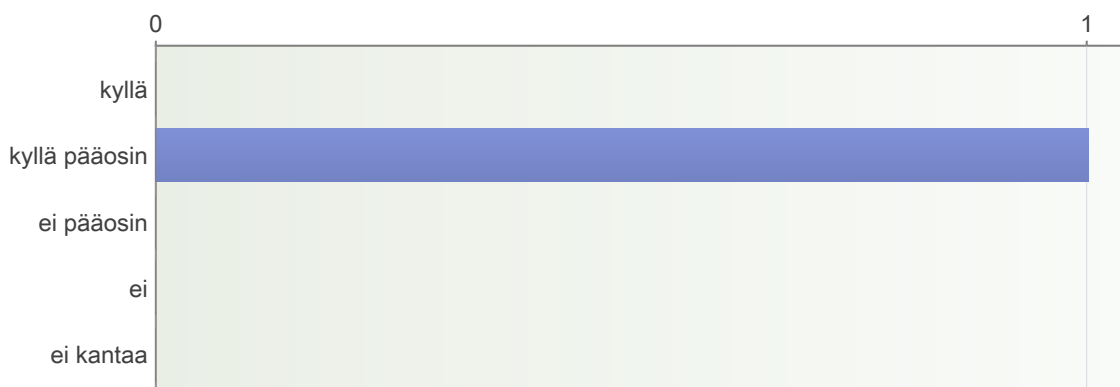 0 1
kyllä
kyllä pääosin
ei pääosin
ei
ei kantaa